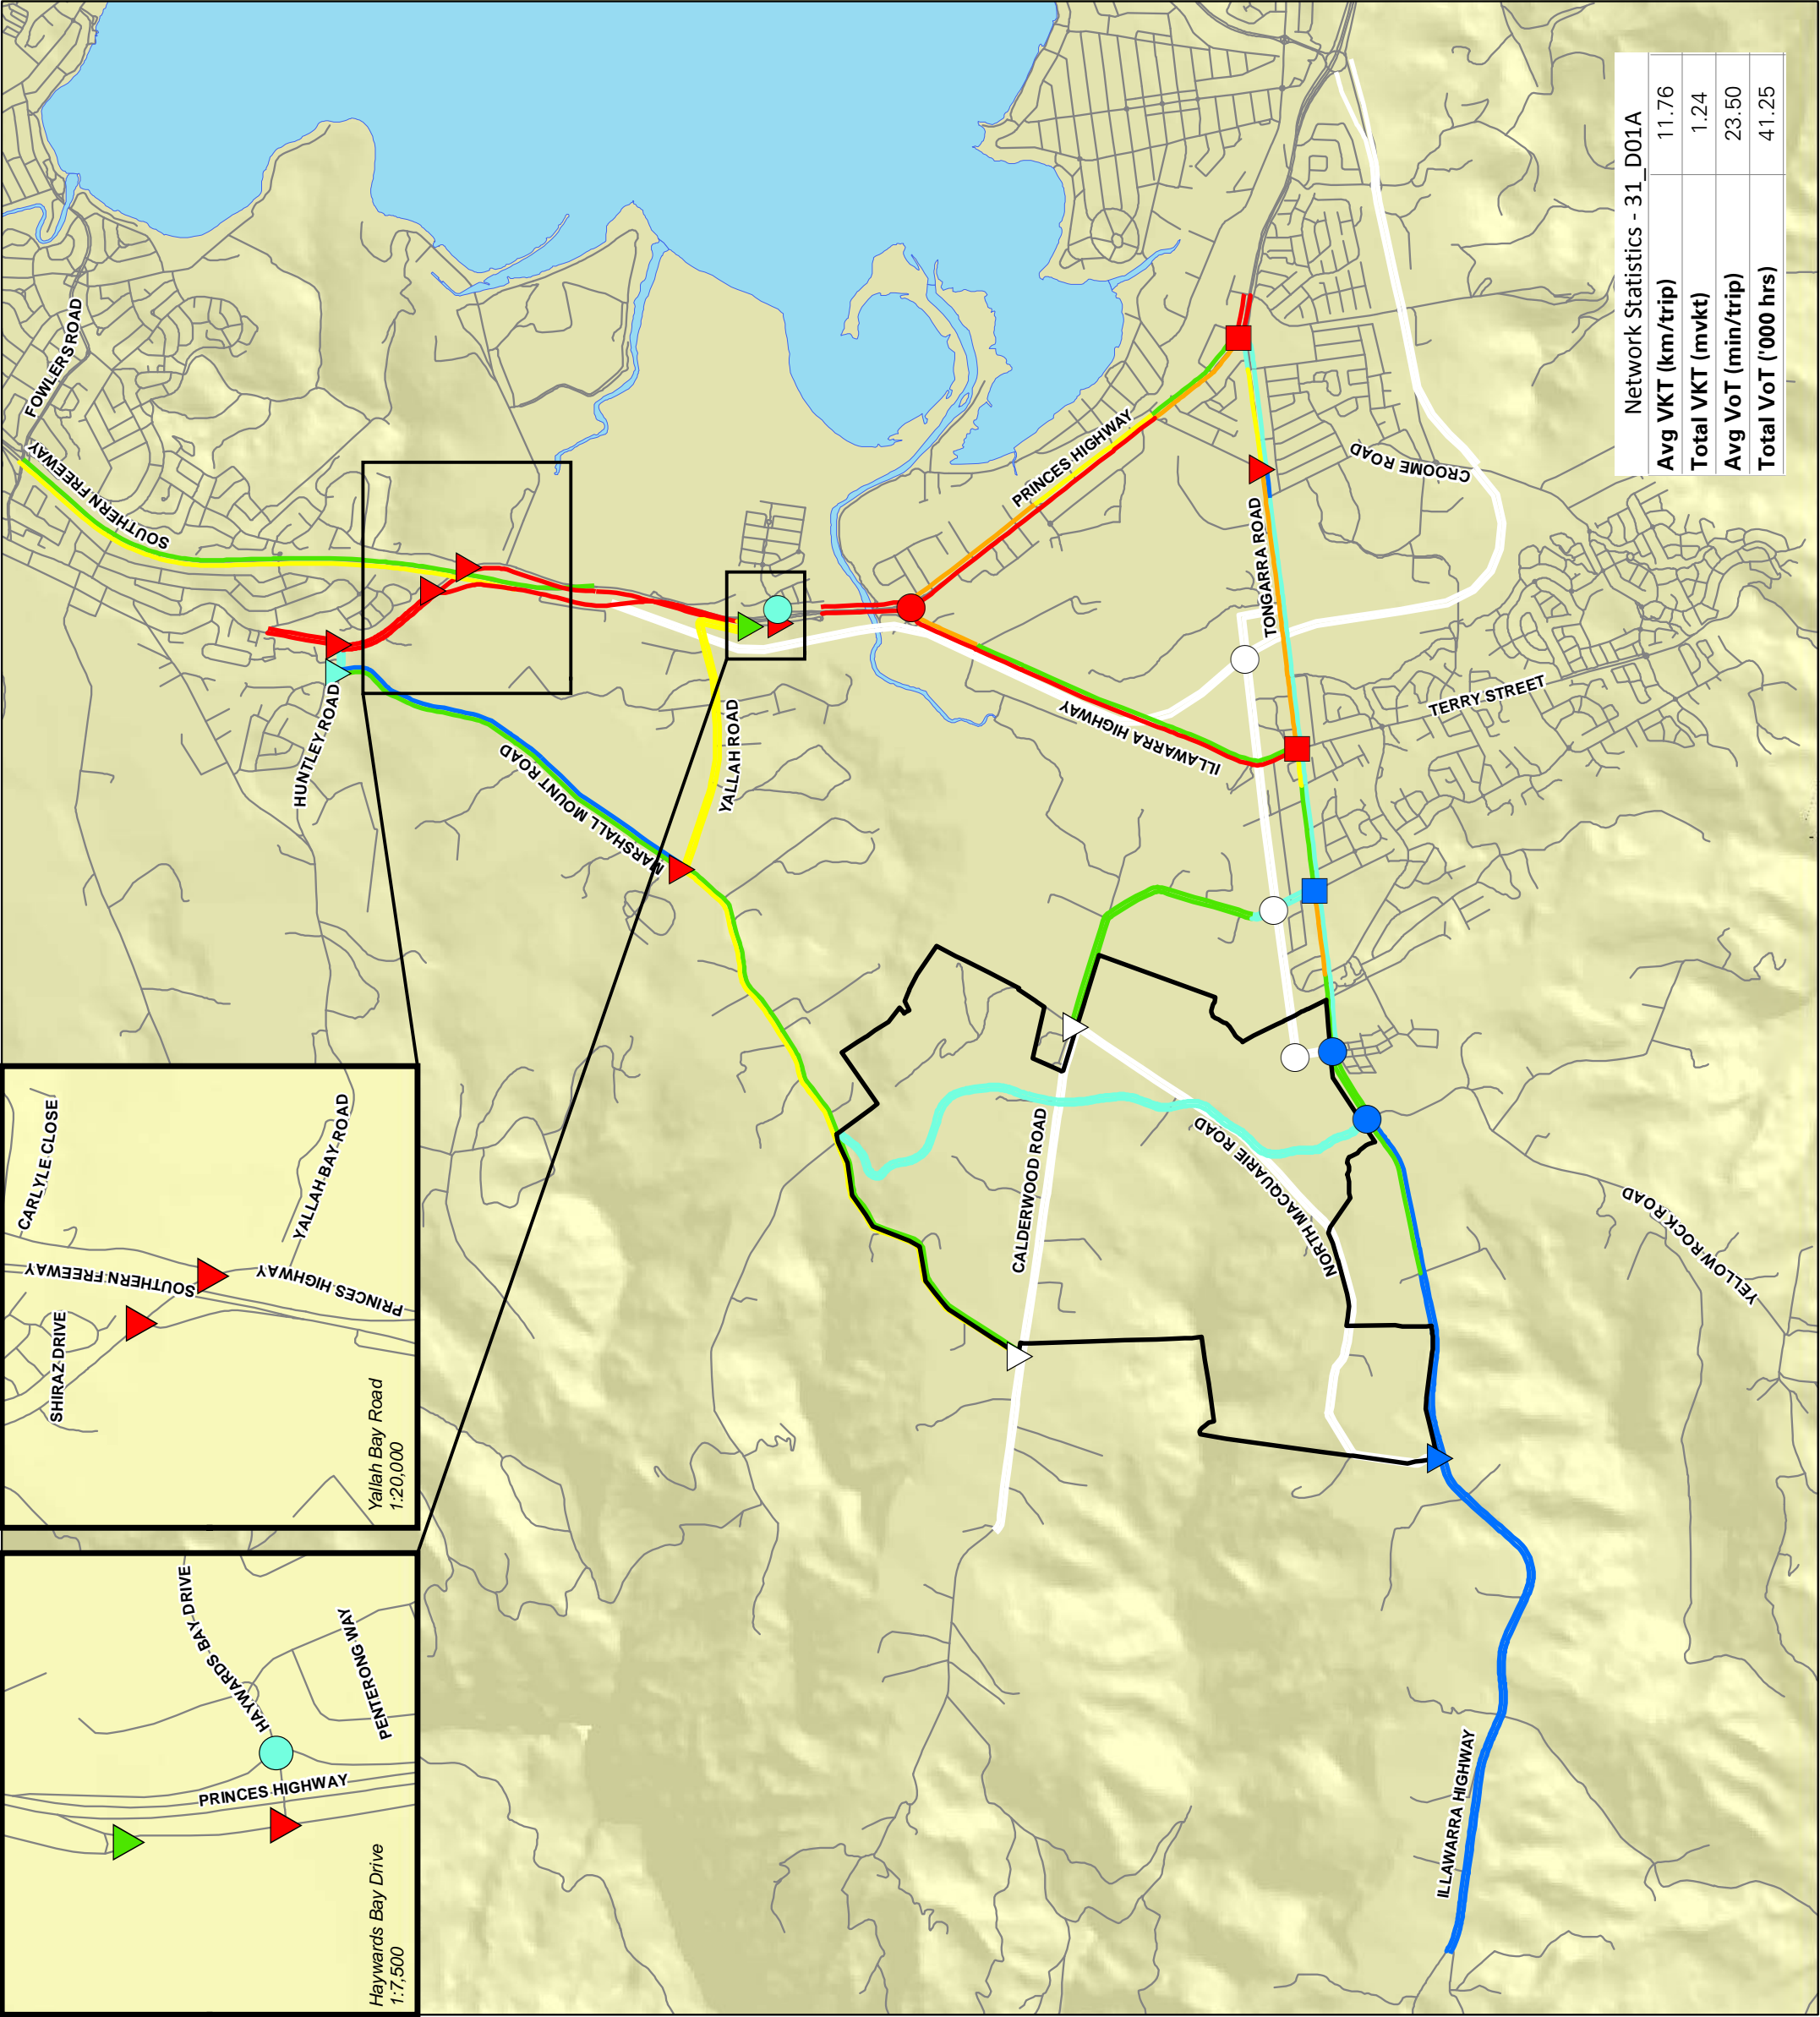 FOWLERS ROAD
SOUTHERN FREEWAY
HUNTLEY ROAD
MARSHALL MOUNT ROAD
YALLAH ROAD
PRINCES HIGHWAY
TONGARRA ROAD
CROOME ROAD
ILLAWARRA HIGHWAY
TERRY STREET
CALDERWOOD ROAD
NORTH MACQUARIE ROAD
YELLOW ROCK ROAD
ILLAWARRA HIGHWAY
Network Statistics - 31_D01A
Avg VKT (km/trip) 11.76
Total VKT (mvkt) 1.24
Avg VoT (min/trip) 23.50
Total VoT ('000 hrs) 41.25
CARLYLE CLOSE
YALLAH BAY ROAD
SOUTHERN FREEWAY
PRINCES HIGHWAY
SHIRAZ DRIVE
Yallah Bay Road
1:20,000
HAYWARDS BAY DRIVE
PENTERONG WAY
PRINCES HIGHWAY
Haywards Bay Drive
1:7,500